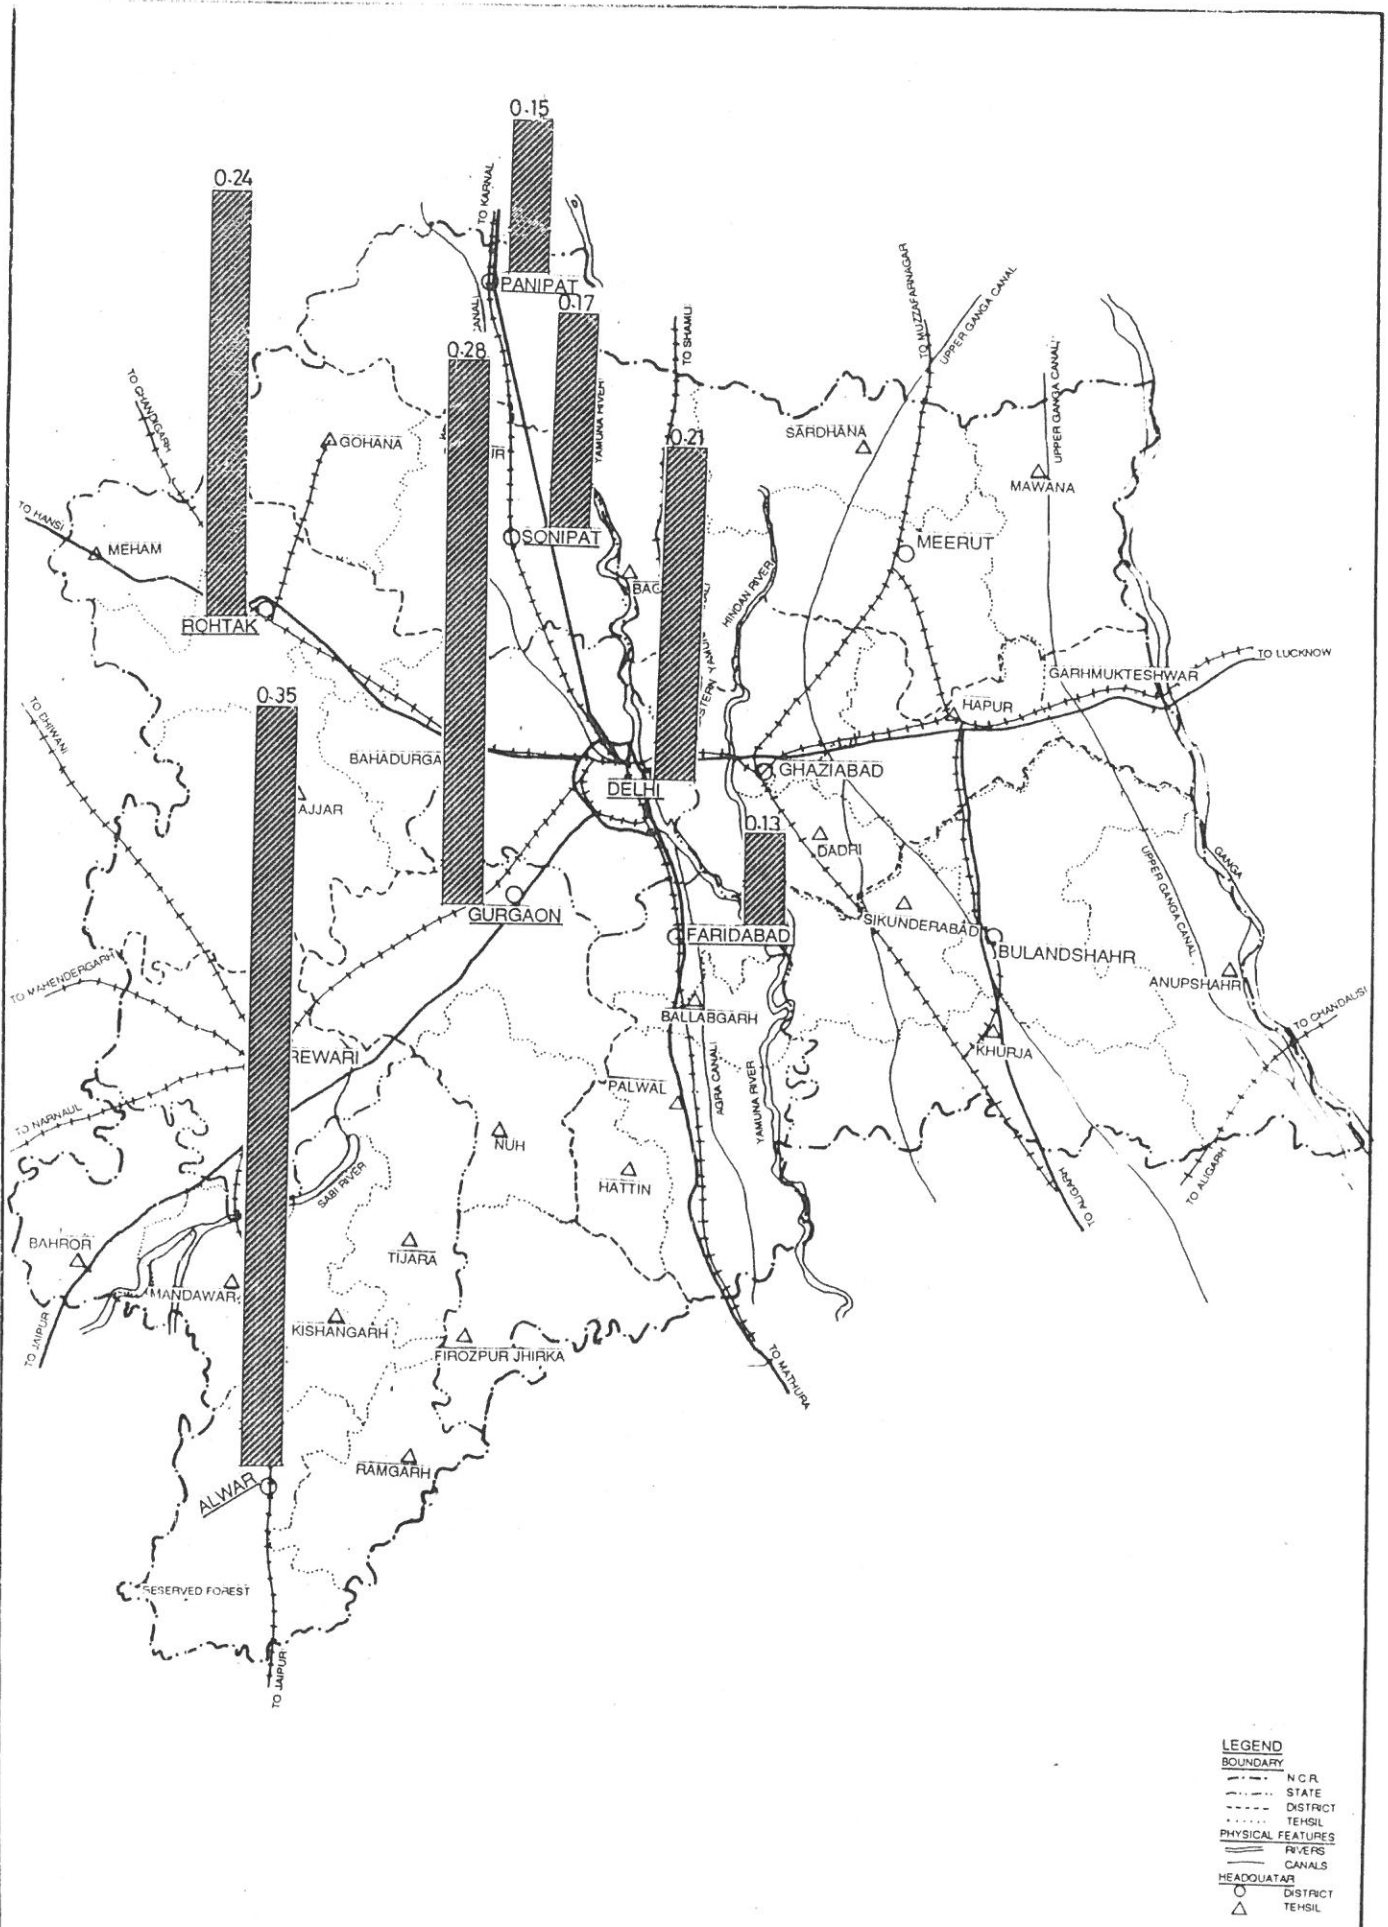 0.15
0.24
TO KARNAL
PANIPAT
0.17
TO SHAMLI
TO MUZZAFARNAGAR
UPPER GANGA CANAL
0.28
YAMUNA RIVER
UPPER GANGA CANAL
TO CHANDIGARH
GOHANA
0.21
SARDHANA
MAWANA
TO HANSI
MEHAM
SONIPAT
MEERUT
HINDAN RIVER
ROHTAK
TO LUCKNOW
GARHMUKTESHWAR
HAPUR
0.35
TO DHIWANI
BAHADURGA
GHAZIABAD
DELHI
AJJAR
0.13
DADRI
UPPER GANGA CANAL
GANGA
GURGAON
SIKUNDERABAD
FARIDABAD
BULANDSHAHR
ANUPSHAHR
TO MAHENDERGARH
BALLABGARH
TO CHANDAUSI
KHURJA
REWARI
PALWAL
AGRA CANAL
YAMUNA RIVER
TO NARNAUL
NUH
HATTIN
SABI RIVER
TO ALIGARH
TO ALIGARH
BAHROR
TIJARA
MANDAWAR
KISHANGARH
FIROZPUR JHIRKA
TO JAIPUR
TO MATHURA
RAMGARH
ALWAR
RESERVED FOREST
TO JAIPUR
LEGEND
BOUNDARY
N C R
STATE
DISTRICT
TEHSIL
PHYSICAL FEATURES
RIVERS
CANALS
HEADQUATAR
DISTRICT
TEHSIL